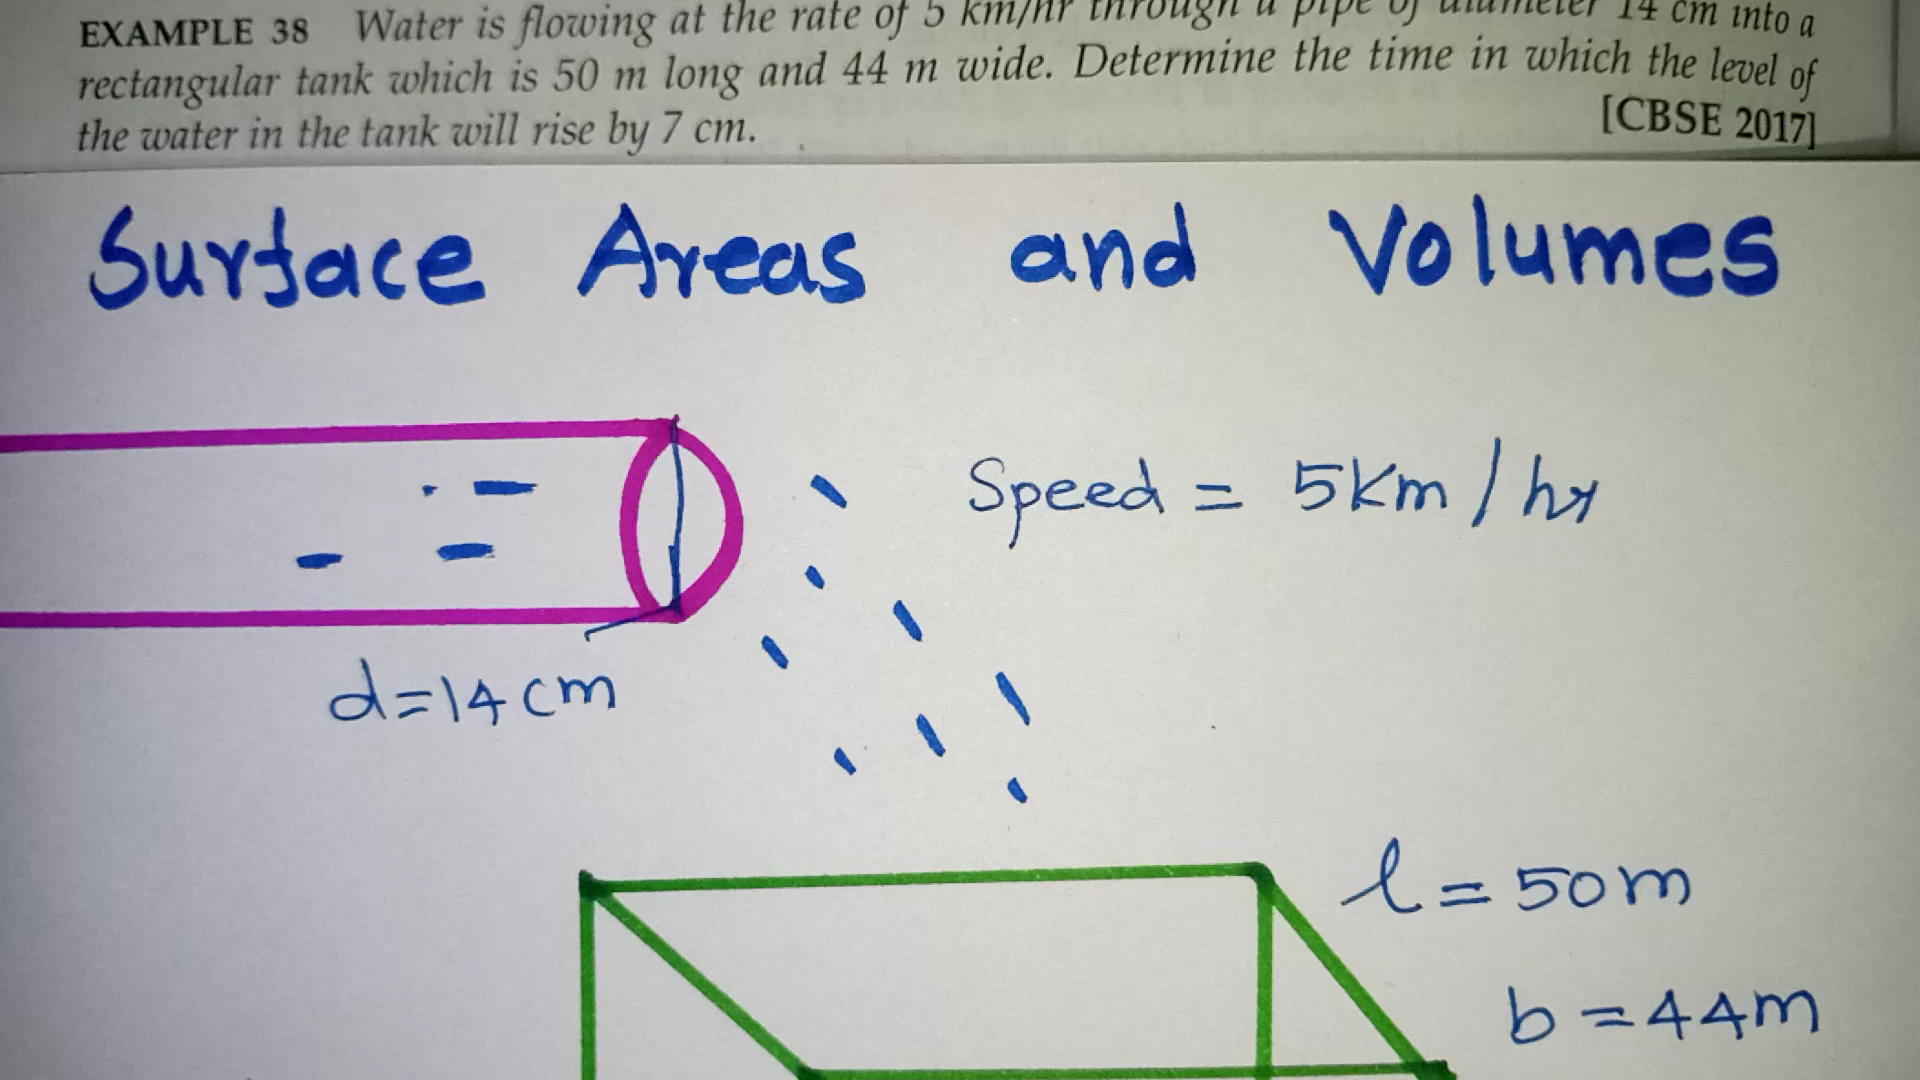 EXAMPLE 38 Water is flowing at the rate of 5 km/hr through a pipe of diameter 14 cm into a
rectangular tank which is 50 m long and 44 m wide. Determine the time in which the level of
the water in the tank will rise by 7 cm.
[CBSE 2017]
Surface Areas and Volumes
Speed = 5km/hr
d=14cm
l=50m
b=44m